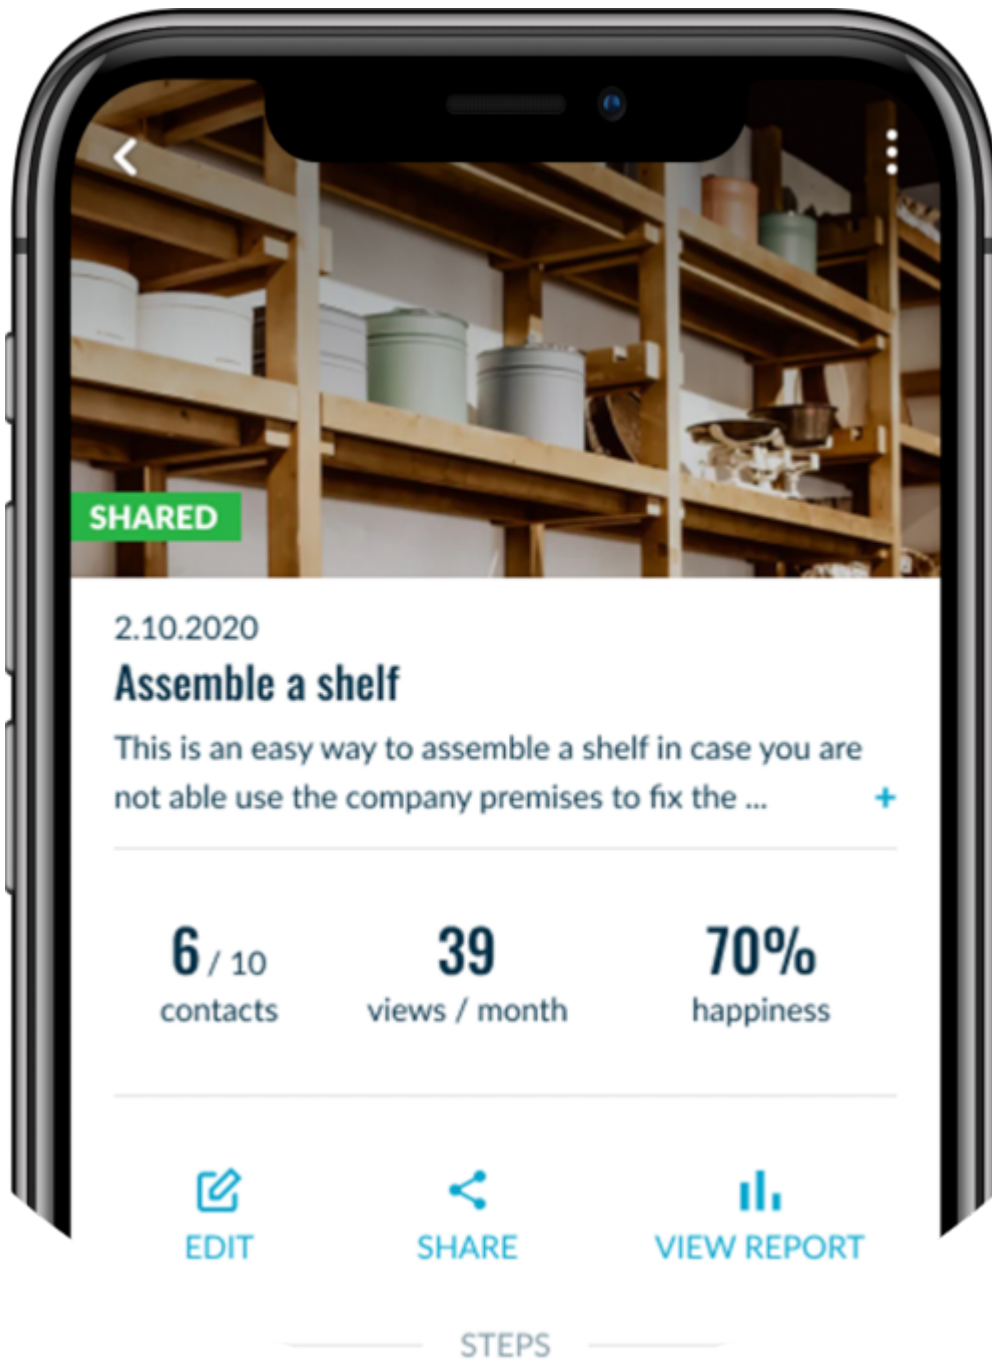 SHARED
2.10.2020
Assemble a shelf
This is an easy way to assemble a shelf in case you are
not able use the company premises to fix the ... +
6 / 10 39 70%
contacts views / month happiness
EDIT SHARE VIEW REPORT
STEPS